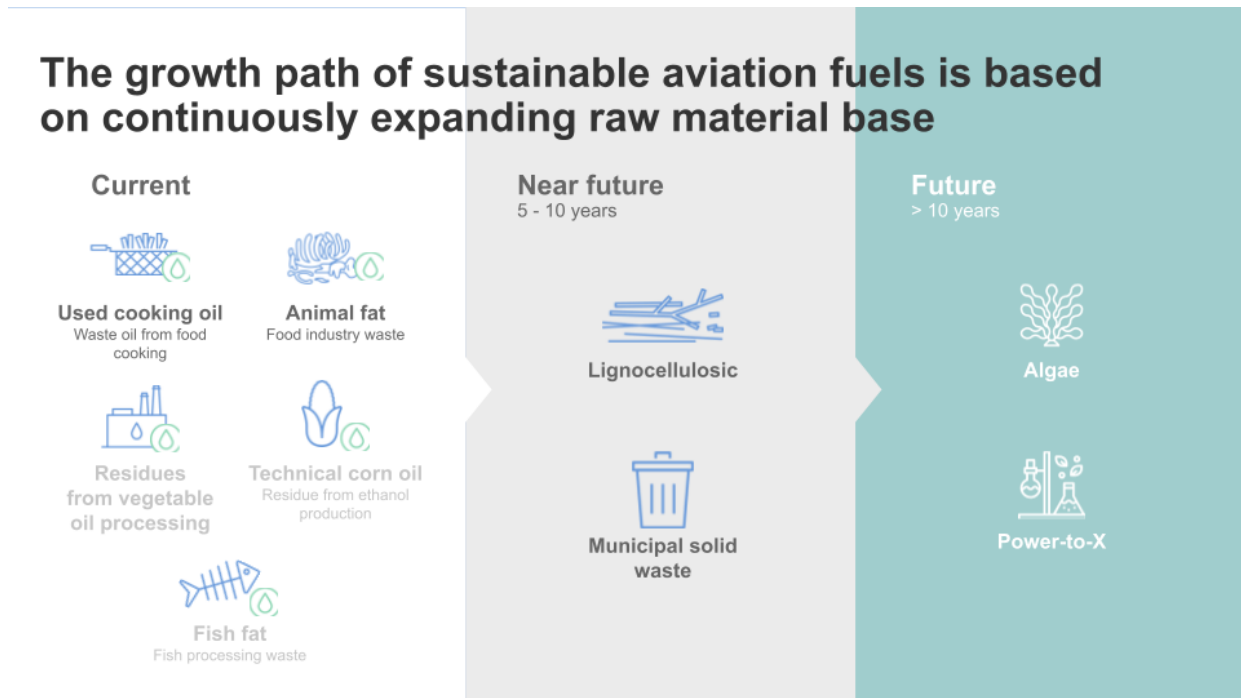 The growth path of sustainable aviation fuels is based
on continuously expanding raw material base
Current
Used cooking oil
Waste oil from food
cooking
Animal fat
Food industry waste
Residues
from vegetable
oil processing
Technical corn oil
Residue from ethanol
production
Fish fat
Fish processing waste
Near future
5 - 10 years
Lignocellulosic
Municipal solid
waste
Future
> 10 years
Algae
Power-to-X